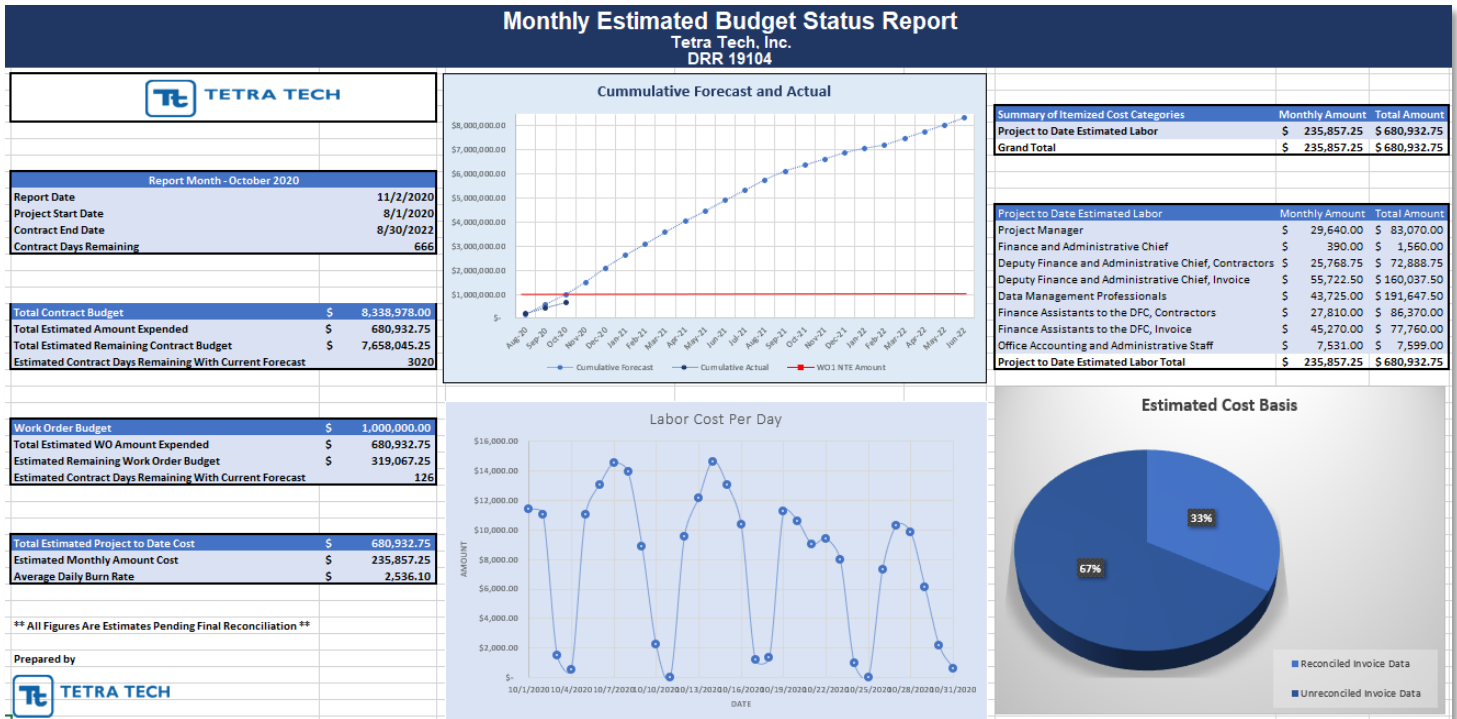 Monthly Estimated Budget Status Report
Tetra Tech, Inc.
DRR 19104
Tt TETRA TECH
Report Month - October 2020
Report Date 11/2/2020
Project Start Date 8/1/2020
Contract End Date 8/30/2022
Contract Days Remaining 666
Total Contract Budget $ 8,338,978.00
Total Estimated Amount Expended $ 680,932.75
Total Estimated Remaining Contract Budget $ 7,658,045.25
Estimated Contract Days Remaining With Current Forecast 3020
Work Order Budget $ 1,000,000.00
Total Estimated WO Amount Expended $ 680,932.75
Estimated Remaining Work Order Budget $ 319,067.25
Estimated Contract Days Remaining With Current Forecast 126
Total Estimated Project to Date Cost $ 680,932.75
Estimated Monthly Amount Cost $ 235,857.25
Average Daily Burn Rate $ 2,536.10
** All Figures Are Estimates Pending Final Reconciliation **
Prepared by
Tt TETRA TECH
Cummulative Forecast and Actual
$8,000,000.00
$7,000,000.00
$6,000,000.00
$5,000,000.00
$4,000,000.00
$3,000,000.00
$2,000,000.00
$1,000,000.00
$-
Aug-20 Sep-20 Oct-20 Nov-20 Dec-20 Jan-21 Feb-21 Mar-21 Apr-21 May-21 Jun-21 Jul-21 Aug-21 Sep-21 Oct-21 Nov-21 Dec-21 Jan-22 Feb-22 Mar-22 Apr-22 May-22 Jun-22
Cumulative Forecast Cumulative Actual WO1 NTE Amount
Labor Cost Per Day
$16,000.00
$14,000.00
$12,000.00
$10,000.00
$8,000.00
$6,000.00
$4,000.00
$2,000.00
$-
AMOUNT
10/1/2020 10/4/2020 10/7/2020 10/10/2020 10/13/2020 10/16/2020 10/19/2020 10/22/2020 10/25/2020 10/28/2020 10/31/2020
DATE
Summary of Itemized Cost Categories Monthly Amount Total Amount
Project to Date Estimated Labor $ 235,857.25 $ 680,932.75
Grand Total $ 235,857.25 $ 680,932.75
Project to Date Estimated Labor Monthly Amount Total Amount
Project Manager $ 29,640.00 $ 83,070.00
Finance and Administrative Chief $ 390.00 $ 1,560.00
Deputy Finance and Administrative Chief, Contractors $ 25,768.75 $ 72,888.75
Deputy Finance and Administrative Chief, Invoice $ 55,722.50 $ 160,037.50
Data Management Professionals $ 43,725.00 $ 191,647.50
Finance Assistants to the DFC, Contractors $ 27,810.00 $ 86,370.00
Finance Assistants to the DFC, Invoice $ 45,270.00 $ 77,760.00
Office Accounting and Administrative Staff $ 7,531.00 $ 7,599.00
Project to Date Estimated Labor Total $ 235,857.25 $ 680,932.75
Estimated Cost Basis
33%
67%
Reconciled Invoice Data
Unreconciled Invoice Data